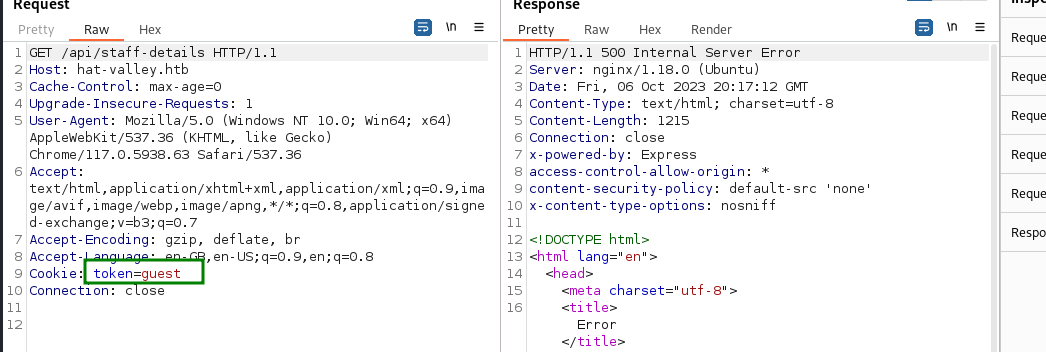 Request
Response
Pretty Raw Hex
\n
Pretty Raw Hex Render
\n
1 GET /api/staff-details HTTP/1.1
2 Host: hat-valley.htb
3 Cache-Control: max-age=0
4 Upgrade-Insecure-Requests: 1
5 User-Agent: Mozilla/5.0 (Windows NT 10.0; Win64; x64)
AppleWebKit/537.36 (KHTML, like Gecko)
Chrome/117.0.5938.63 Safari/537.36
6 Accept:
text/html,application/xhtml+xml,application/xml;q=0.9,ima
ge/avif,image/webp,image/apng,*/*;q=0.8,application/signe
d-exchange;v=b3;q=0.7
7 Accept-Encoding: gzip, deflate, br
8 Accept-Language: en-GB,en-US;q=0.9,en;q=0.8
9 Cookie: token=guest
10 Connection: close
11
12
1 HTTP/1.1 500 Internal Server Error
2 Server: nginx/1.18.0 (Ubuntu)
3 Date: Fri, 06 Oct 2023 20:17:12 GMT
4 Content-Type: text/html; charset=utf-8
5 Content-Length: 1215
6 Connection: close
7 x-powered-by: Express
8 access-control-allow-origin: *
9 content-security-policy: default-src 'none'
10 x-content-type-options: nosniff
11
12 <!DOCTYPE html>
13 <html lang="en">
14 <head>
15 <meta charset="utf-8">
16 <title>
Error
</title>
Reque
Reque
Reque
Reque
Reque
Respo